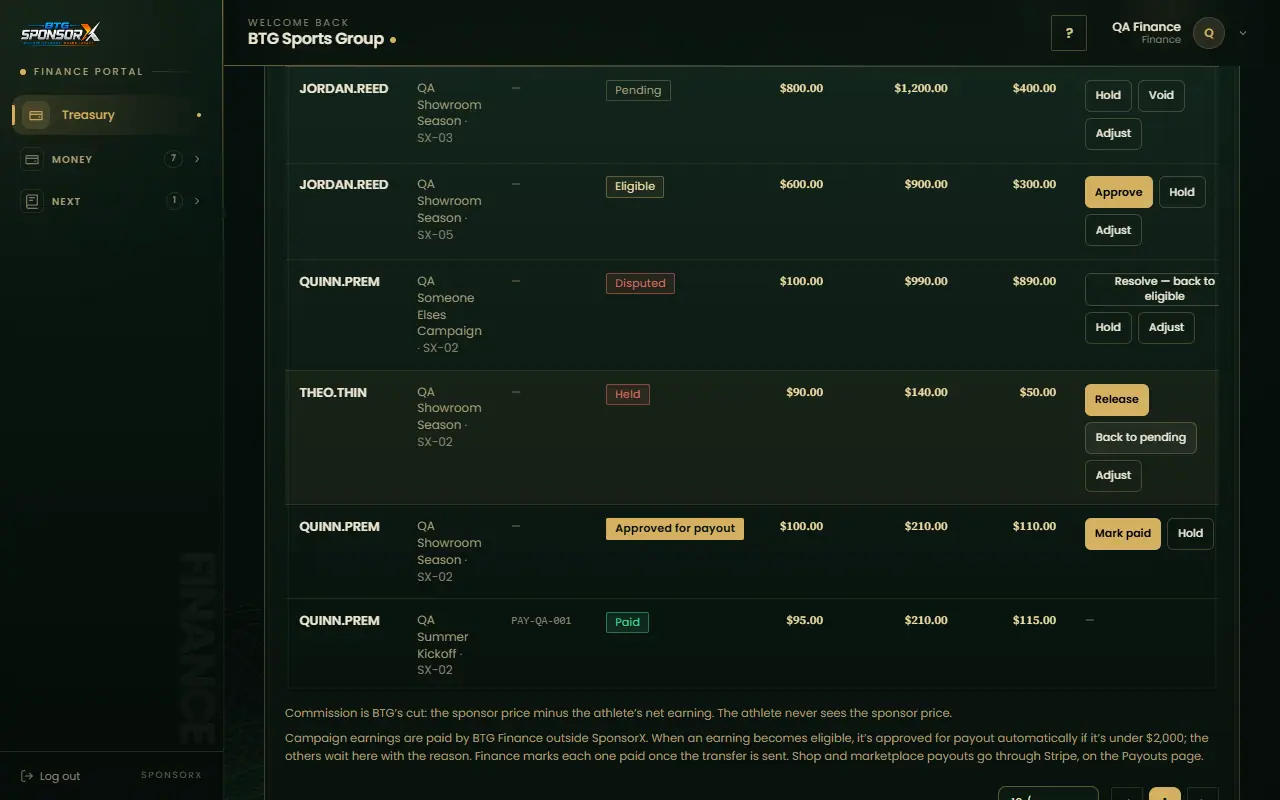 BTG
SPONSORX
WELCOME BACK
BTG Sports Group
?
QA Finance
Finance
Q
FINANCE PORTAL
Treasury
MONEY
7
NEXT
1
FINANCE
Log out
SPONSORX
JORDAN.REED
QA
Showroom
Season ·
SX-03
—
Pending
$800.00
$1,200.00
$400.00
Hold
Void
Adjust
JORDAN.REED
QA
Showroom
Season ·
SX-05
—
Eligible
$600.00
$900.00
$300.00
Approve
Hold
Adjust
QUINN.PREM
QA
Someone
Elses
Campaign
· SX-02
—
Disputed
$100.00
$990.00
$890.00
Resolve — back to
eligible
Hold
Adjust
THEO.THIN
QA
Showroom
Season ·
SX-02
—
Held
$90.00
$140.00
$50.00
Release
Back to pending
Adjust
QUINN.PREM
QA
Showroom
Season ·
SX-02
—
Approved for payout
$100.00
$210.00
$110.00
Mark paid
Hold
QUINN.PREM
QA
Summer
Kickoff ·
SX-02
PAY-QA-001
Paid
$95.00
$210.00
$115.00
—
Commission is BTG's cut: the sponsor price minus the athlete's net earning. The athlete never sees the sponsor price.
Campaign earnings are paid by BTG Finance outside SponsorX. When an earning becomes eligible, it's approved for payout automatically if it's under $2,000; the
others wait here with the reason. Finance marks each one paid once the transfer is sent. Shop and marketplace payouts go through Stripe, on the Payouts page.